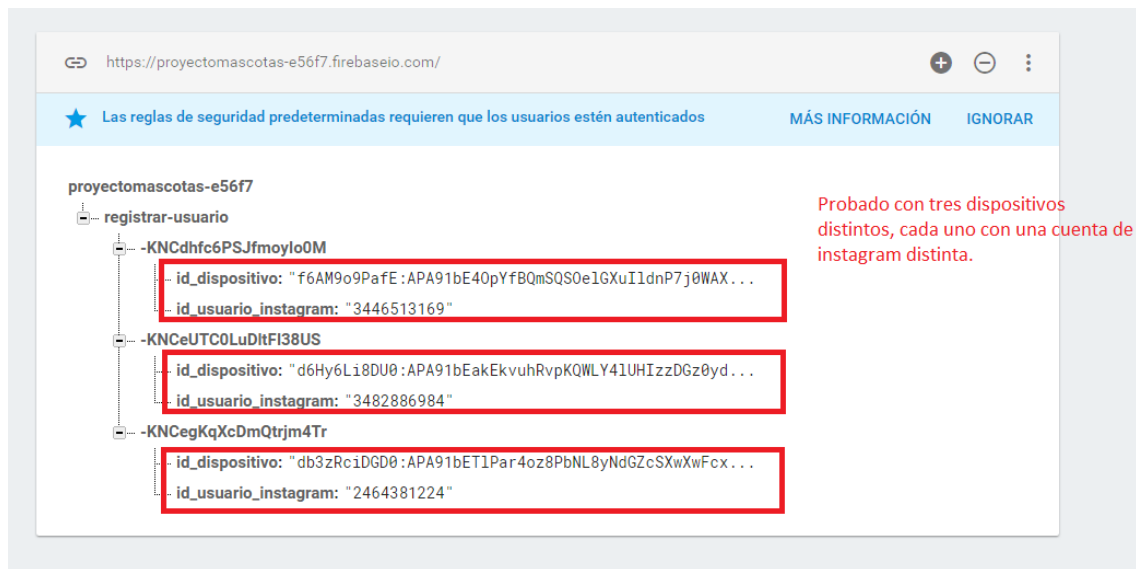 https://proyectomascotas-e56f7.firebaseio.com/
Las reglas de seguridad predeterminadas requieren que los usuarios estén autenticados MÁS INFORMACIÓN IGNORAR
proyectomascotas-e56f7
registrar-usuario
-KNCdhfc6PSJfmoylo0M
id_dispositivo: "f6AM9o9PafE:APA91bE4OpYfBQmSQSOelGXuIldnP7j0WAX...
id_usuario_instagram: "3446513169"
-KNCeUTC0LuDltFl38US
id_dispositivo: "d6Hy6Li8DU0:APA91bEakEkvuhRvpKQWLY4lUHIzzDGz0yd...
id_usuario_instagram: "3482886984"
-KNCegKqXcDmQtrjm4Tr
id_dispositivo: "db3zRciDGD0:APA91bETlPar4oz8PbNL8yNdGZcSXwXwFcx...
id_usuario_instagram: "2464381224"
Probado con tres dispositivos
distintos, cada uno con una cuenta de
instagram distinta.